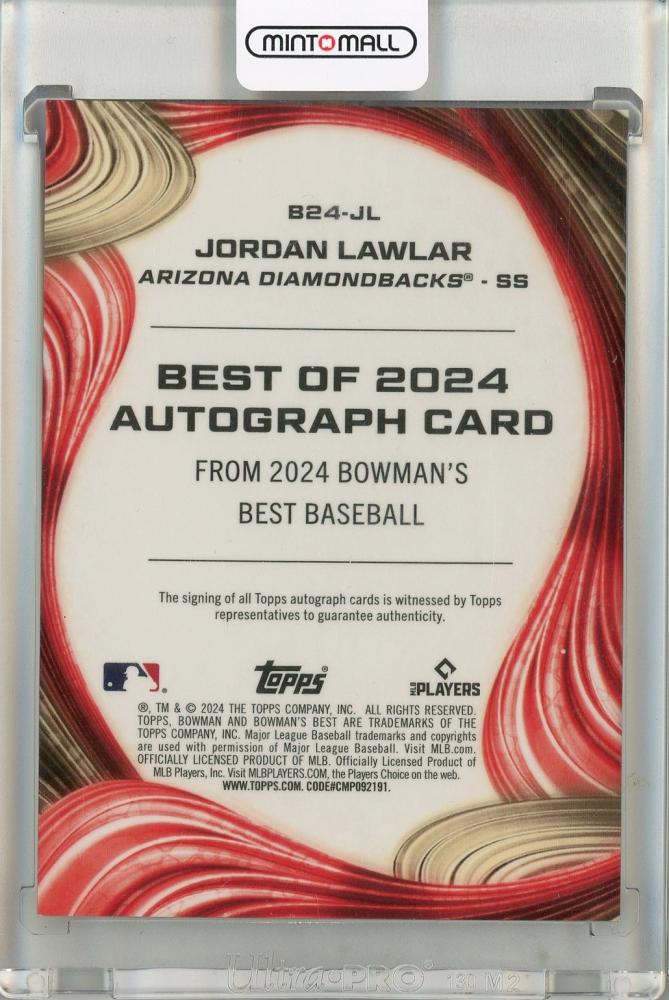 MINT MALL
B24-JL
JORDAN LAWLAR
ARIZONA DIAMONDBACKS® - SS
BEST OF 2024
AUTOGRAPH CARD
FROM 2024 BOWMAN'S
BEST BASEBALL
The signing of all Topps autograph cards is witnessed by Topps
representatives to guarantee authenticity.
topps®
MLB PLAYERS
®, TM & © 2024 THE TOPPS COMPANY, INC. ALL RIGHTS RESERVED.
TOPPS, BOWMAN AND BOWMAN'S BEST ARE TRADEMARKS OF THE
TOPPS COMPANY, INC. Major League Baseball trademarks and copyrights
are used with permission of Major League Baseball. Visit MLB.com.
OFFICIALLY LICENSED PRODUCT OF MLB. Officially Licensed Product of
MLB Players, Inc. Visit MLBPLAYERS.COM, the Players Choice on the web.
WWW.TOPPS.COM. CODE#CMP092191.
Ultra·PRO® 130 M2